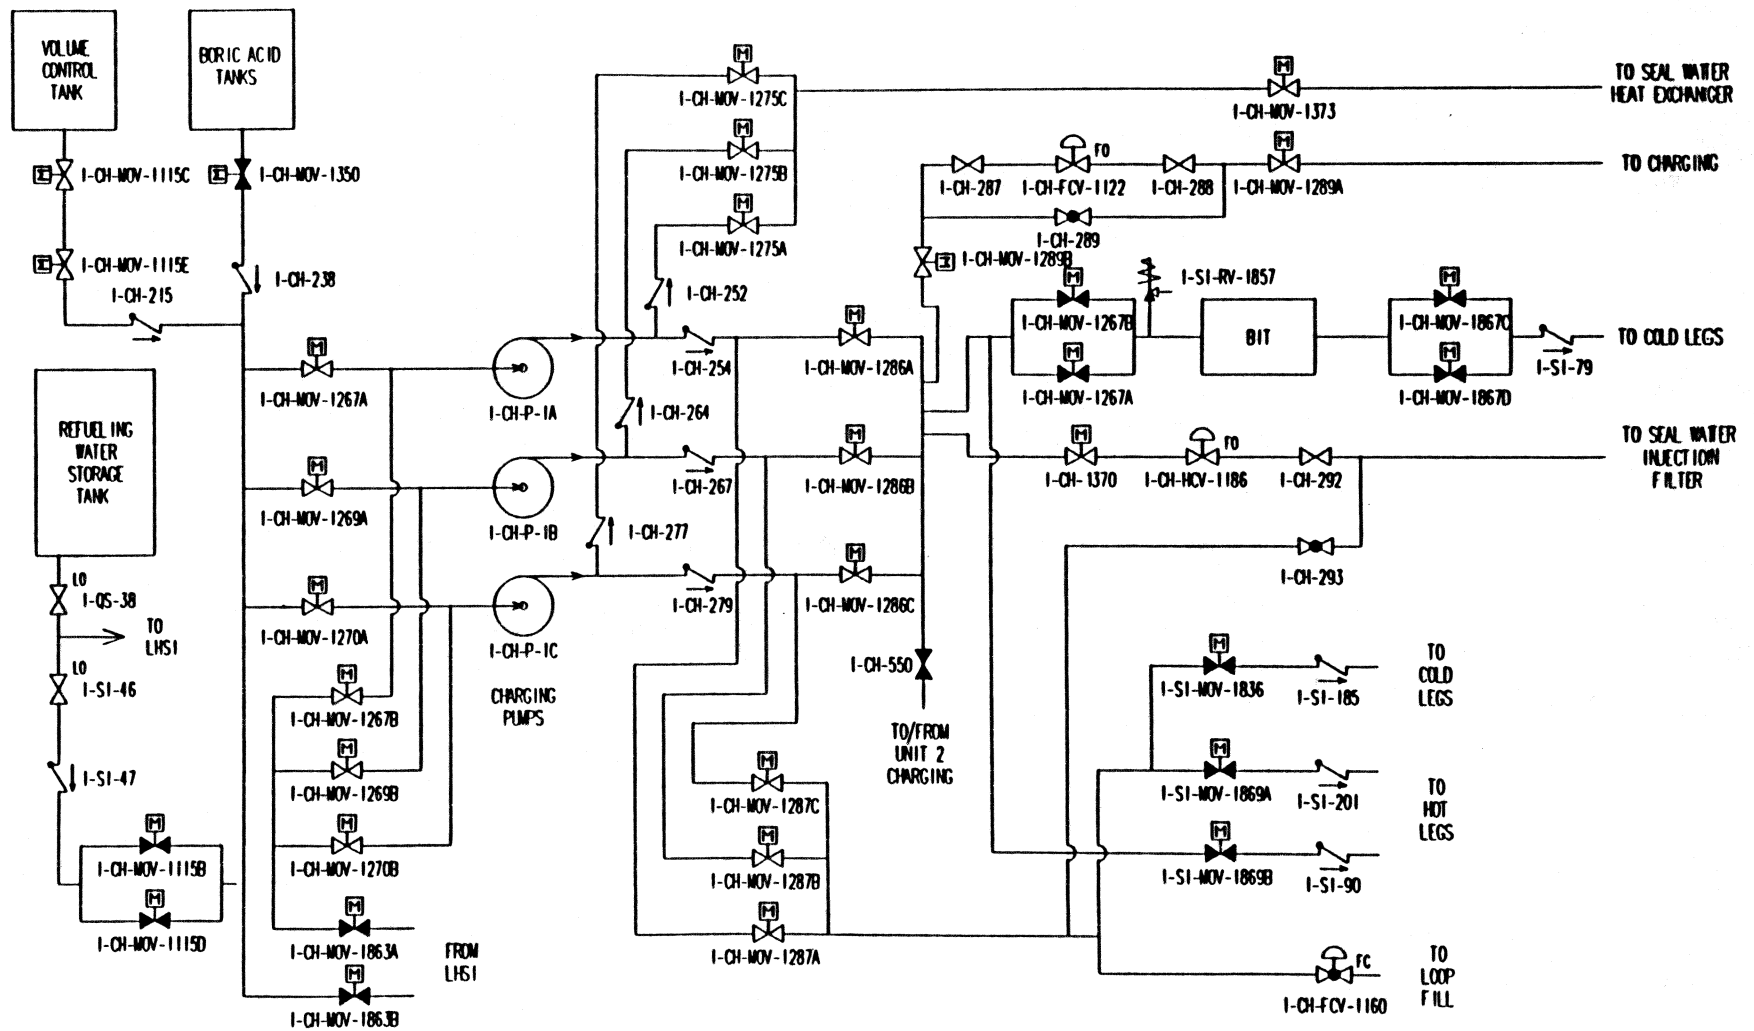 VOLUME
CONTROL
TANK
BORIC ACID
TANKS
1-CH-MOV-1115C
1-CH-MOV-1350
1-CH-MOV-1115E
1-CH-215
1-CH-238
REFUELING
WATER
STORAGE
TANK
LO
1-QS-38
TO
LHSI
LO
1-SI-46
1-SI-47
M
1-CH-MOV-1115B
M
1-CH-MOV-1115D
M
1-CH-MOV-1267A
M
1-CH-MOV-1269A
M
1-CH-MOV-1270A
M
1-CH-MOV-1267B
M
1-CH-MOV-1269B
M
1-CH-MOV-1270B
M
1-CH-MOV-1863A
FROM
LHSI
M
1-CH-MOV-1863B
1-CH-P-1A
1-CH-P-1B
1-CH-P-1C
CHARGING
PUMPS
M
1-CH-MOV-1275C
M
1-CH-MOV-1275B
M
1-CH-MOV-1275A
1-CH-252
1-CH-254
1-CH-264
1-CH-267
1-CH-277
1-CH-279
M
1-CH-MOV-1286A
M
1-CH-MOV-1286B
M
1-CH-MOV-1286C
1-CH-550
TO/FROM
UNIT 2
CHARGING
M
1-CH-MOV-1287C
M
1-CH-MOV-1287B
M
1-CH-MOV-1287A
M
1-CH-MOV-1373
TO SEAL WATER
HEAT EXCHANGER
1-CH-287
FO
1-CH-FCV-1122
1-CH-288
M
1-CH-MOV-1289A
TO CHARGING
1-CH-289
1-CH-MOV-1289B
M
1-CH-MOV-1267B
M
1-CH-MOV-1267A
1-SI-RV-1857
BIT
M
1-CH-MOV-1867C
M
1-CH-MOV-1867D
1-SI-79
TO COLD LEGS
M
1-CH-1370
FO
1-CH-HCV-1186
1-CH-292
TO SEAL WATER
INJECTION
FILTER
1-CH-293
M
1-SI-MOV-1836
1-SI-185
TO
COLD
LEGS
M
1-SI-MOV-1869A
1-SI-201
TO
HOT
LEGS
M
1-SI-MOV-1869B
1-SI-90
FC
1-CH-FCV-1160
TO
LOOP
FILL